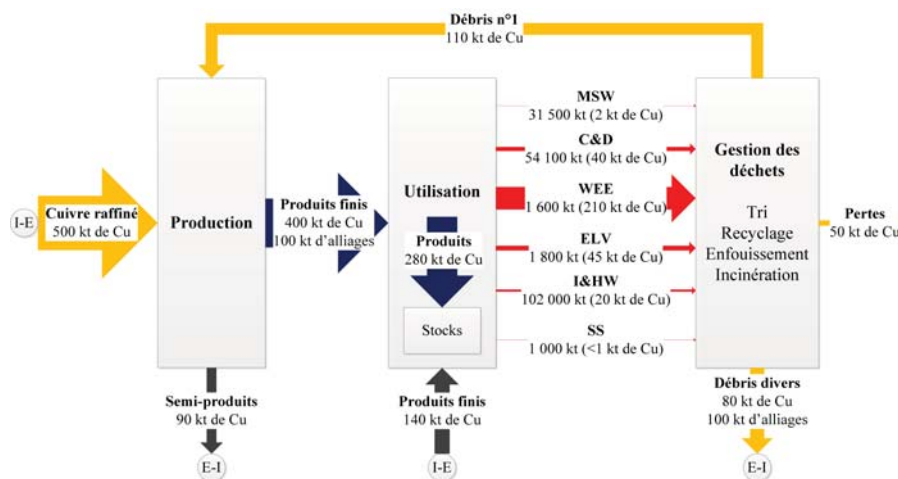 Débris n°1
110 kt de Cu
MSW
31 500 kt (2 kt de Cu)
C&D
54 100 kt (40 kt de Cu)
Gestion des
déchets
WEE
1 600 kt (210 kt de Cu)
Utilisation
Cuivre raffiné
500 kt de Cu
I-E
Production
Produits finis
400 kt de Cu
100 kt d'alliages
Produits
280 kt de Cu
Tri
Recyclage
Enfouissement
Incinération
Pertes
50 kt de Cu
ELV
1 800 kt (45 kt de Cu)
I&HW
102 000 kt (20 kt de Cu)
Stocks
SS
1 000 kt (<1 kt de Cu)
Semi-produits
90 kt de Cu
E-I
Produits finis
140 kt de Cu
I-E
Débris divers
80 kt de Cu
100 kt d'alliages
E-I